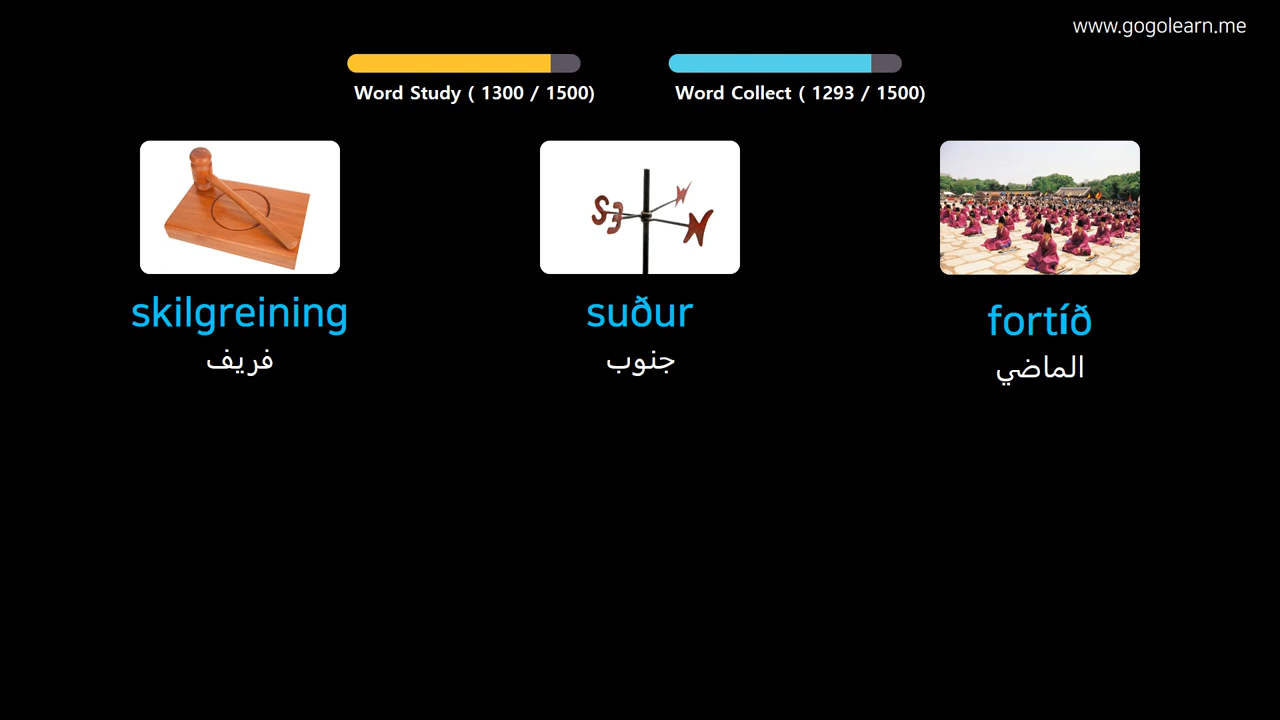 www.gogolearn.me
Word Study ( 1300 / 1500)
Word Collect ( 1293 / 1500)
skilgreining
فريف
suður
جنوب
fortíð
الماضي